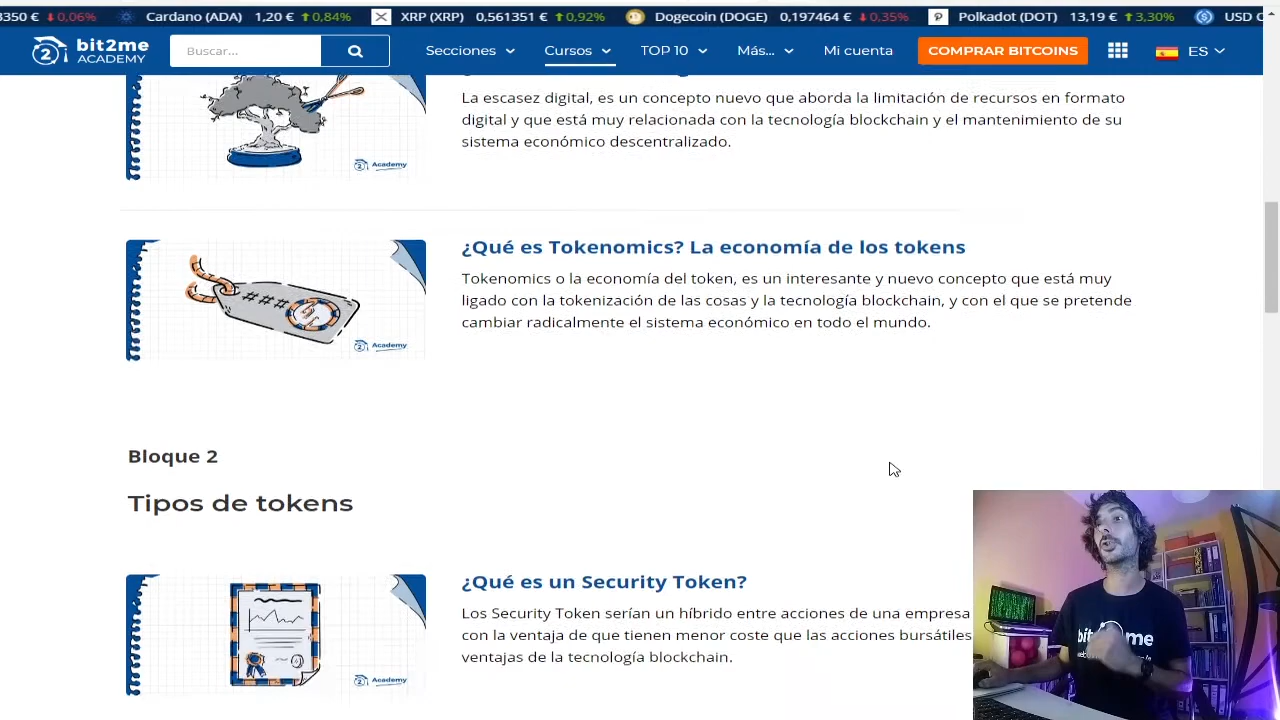 3350 € ↓0,06% Cardano (ADA) 1,20 € ↑0,84% XRP (XRP) 0,561351 € ↑0,92% Dogecoin (DOGE) 0,197464 € ↓0,35% Polkadot (DOT) 13,19 € ↑3,30% USD C
bit2me
ACADEMY
Buscar...
Secciones Cursos TOP 10 Más... Mi cuenta COMPRAR BITCOINS ES
La escasez digital, es un concepto nuevo que aborda la limitación de recursos en formato
digital y que está muy relacionada con la tecnología blockchain y el mantenimiento de su
sistema económico descentralizado.
2 Academy
¿Qué es Tokenomics? La economía de los tokens
Tokenomics o la economía del token, es un interesante y nuevo concepto que está muy
ligado con la tokenización de las cosas y la tecnología blockchain, y con el que se pretende
cambiar radicalmente el sistema económico en todo el mundo.
###
2 Academy
Bloque 2
Tipos de tokens
¿Qué es un Security Token?
Los Security Token serían un híbrido entre acciones de una empresa
con la ventaja de que tienen menor coste que las acciones bursátiles
ventajas de la tecnología blockchain.
2 Academy
bit2me